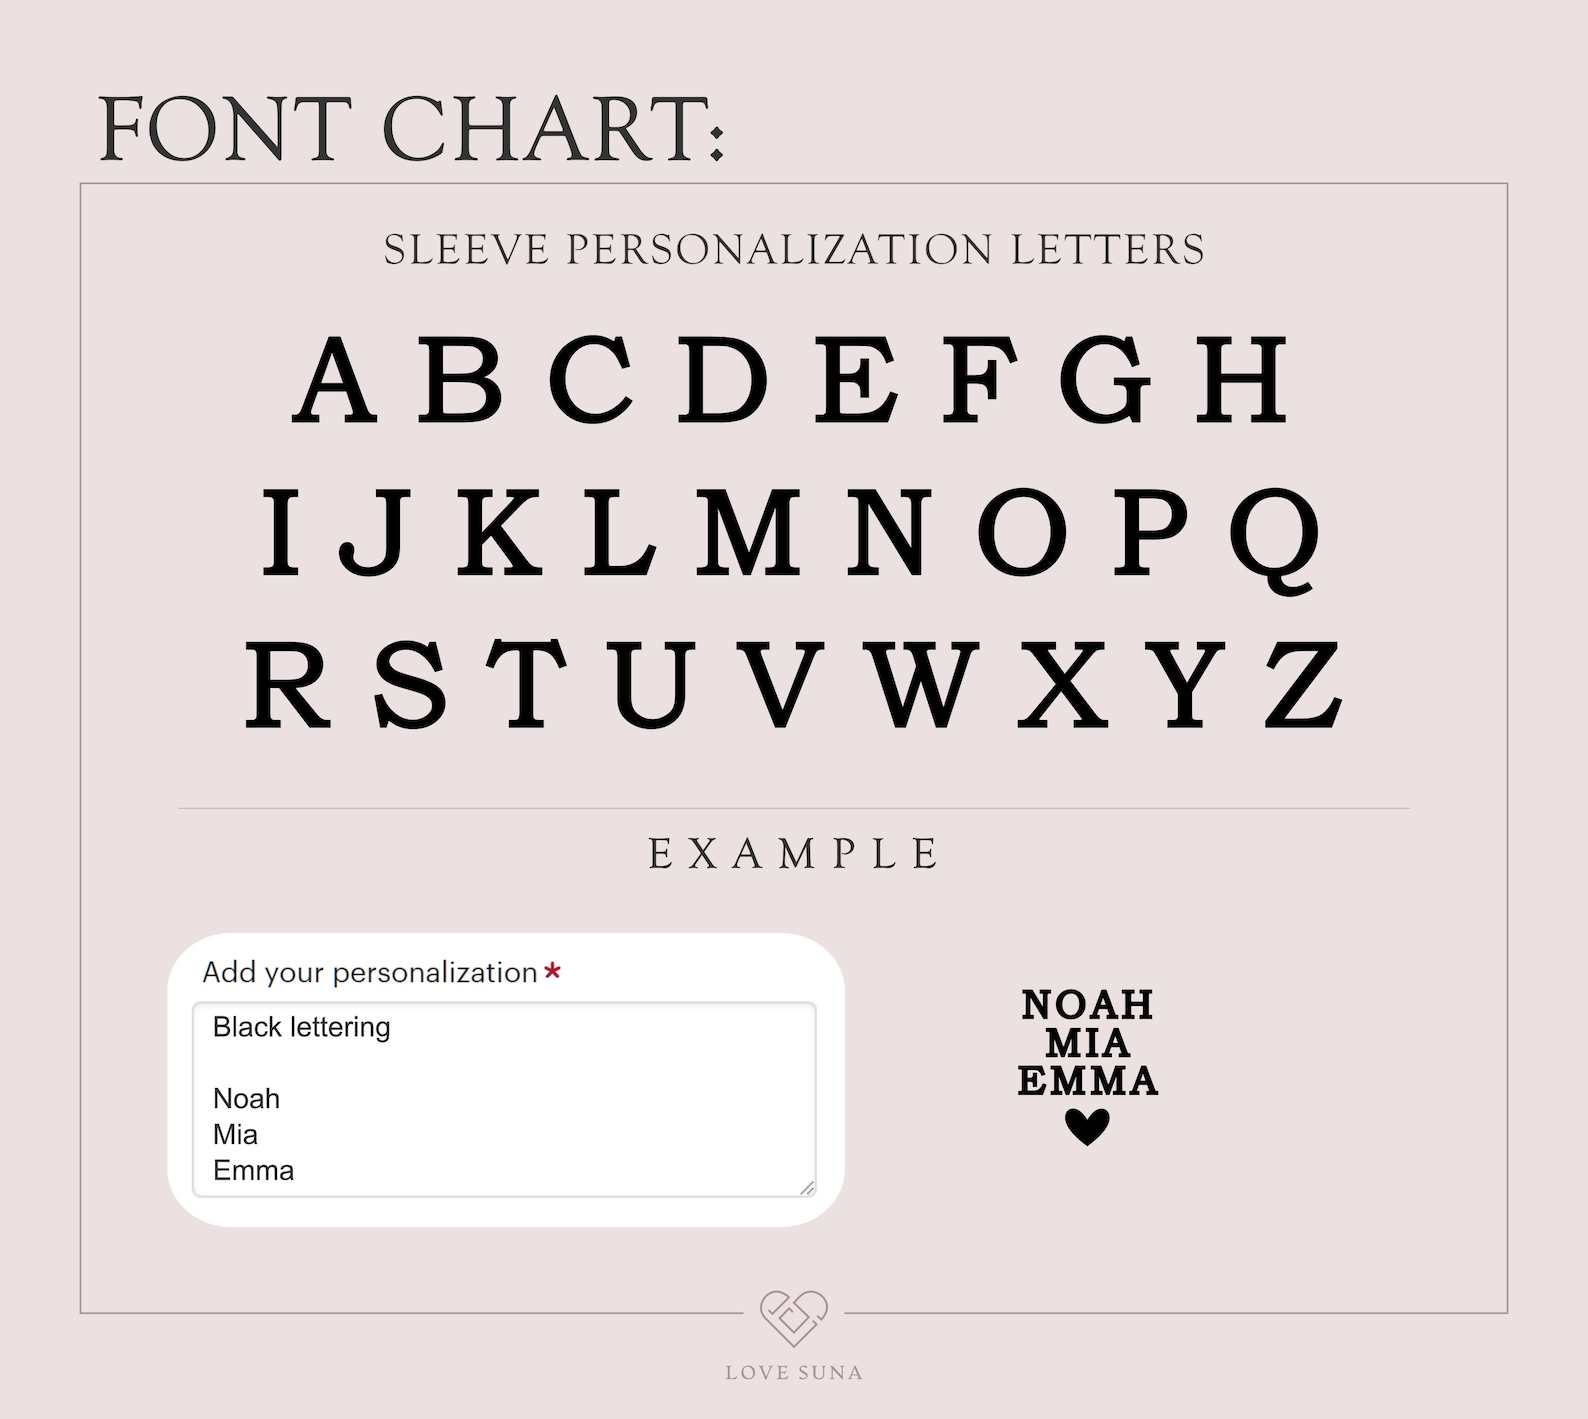 FONT CHART:
SLEEVE PERSONALIZATION LETTERS
A B C D E F G H
I J K L M N O P Q
R S T U V W X Y Z
EXAMPLE
Add your personalization *
Black lettering
Noah
Mia
Emma
NOAH
MIA
EMMA
LOVE SUNA